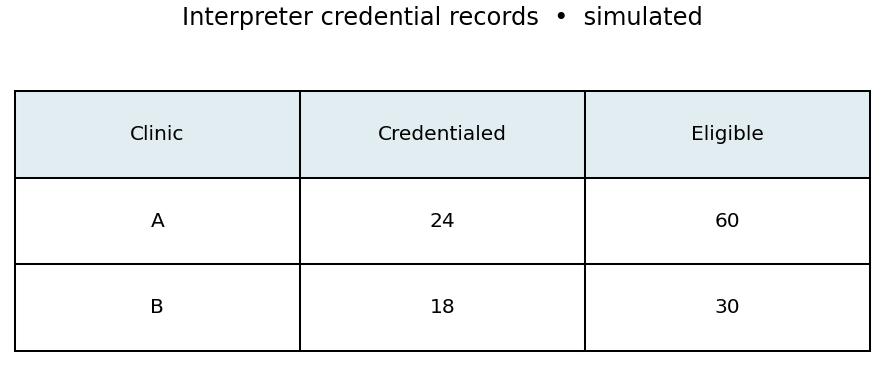 Interpreter credential records • simulated
Clinic Credentialed Eligible
A 24 60
B 18 30